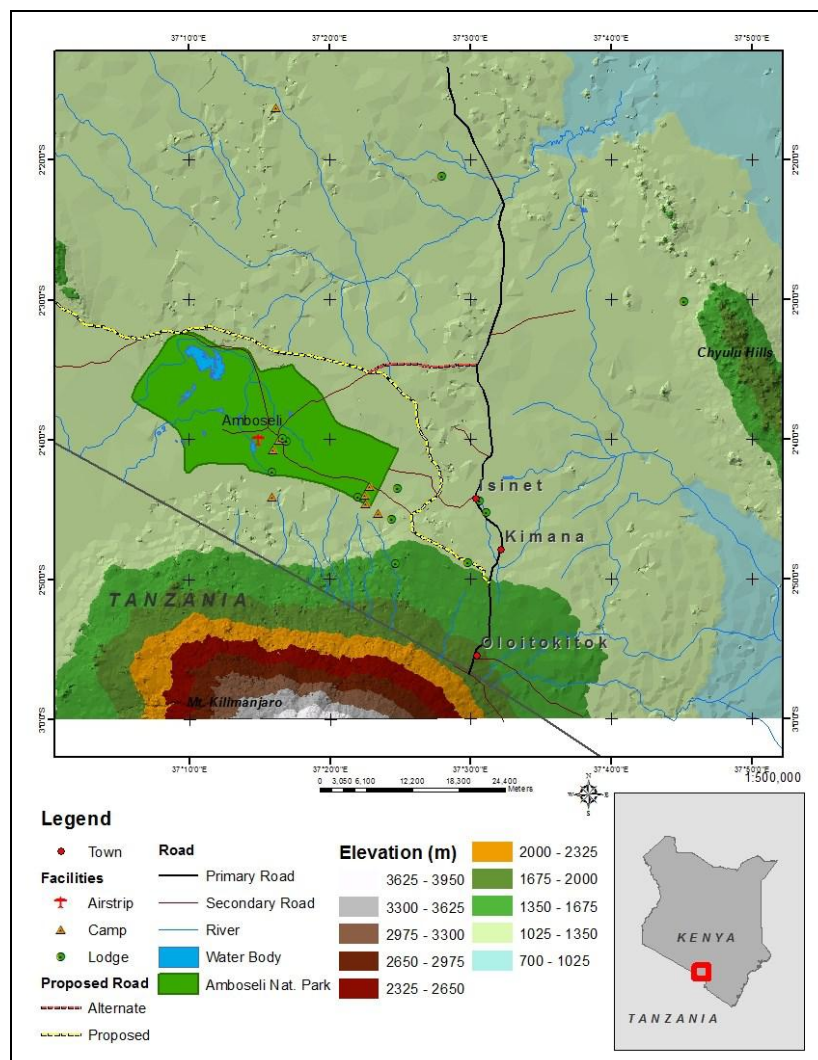 37°10'0"E 37°20'0"E 37°30'0"E 37°40'0"E 37°50'0"E
2°20'0"S 2°20'0"S
2°30'0"S 2°30'0"S
Chyulu Hills
Amboseli
2°40'0"S 2°40'0"S
Isinet
Kimana
2°50'0"S 2°50'0"S
TANZANIA
Oloitokitok
Mt. Killmanjaro
3°0'0"S 3°0'0"S
37°10'0"E 37°20'0"E 37°30'0"E 37°40'0"E 37°50'0"E
1:500,000
0 3,050 6,100 12,200 18,300 24,400
Meters
N
W E
S
Legend
Town
Facilities
Airstrip
Camp
Lodge
Proposed Road
Alternate
Proposed
Road
Primary Road
Secondary Road
River
Water Body
Amboseli Nat. Park
Elevation (m)
3625 - 3950
3300 - 3625
2975 - 3300
2650 - 2975
2325 - 2650
2000 - 2325
1675 - 2000
1350 - 1675
1025 - 1350
700 - 1025
KENYA
TANZANIA